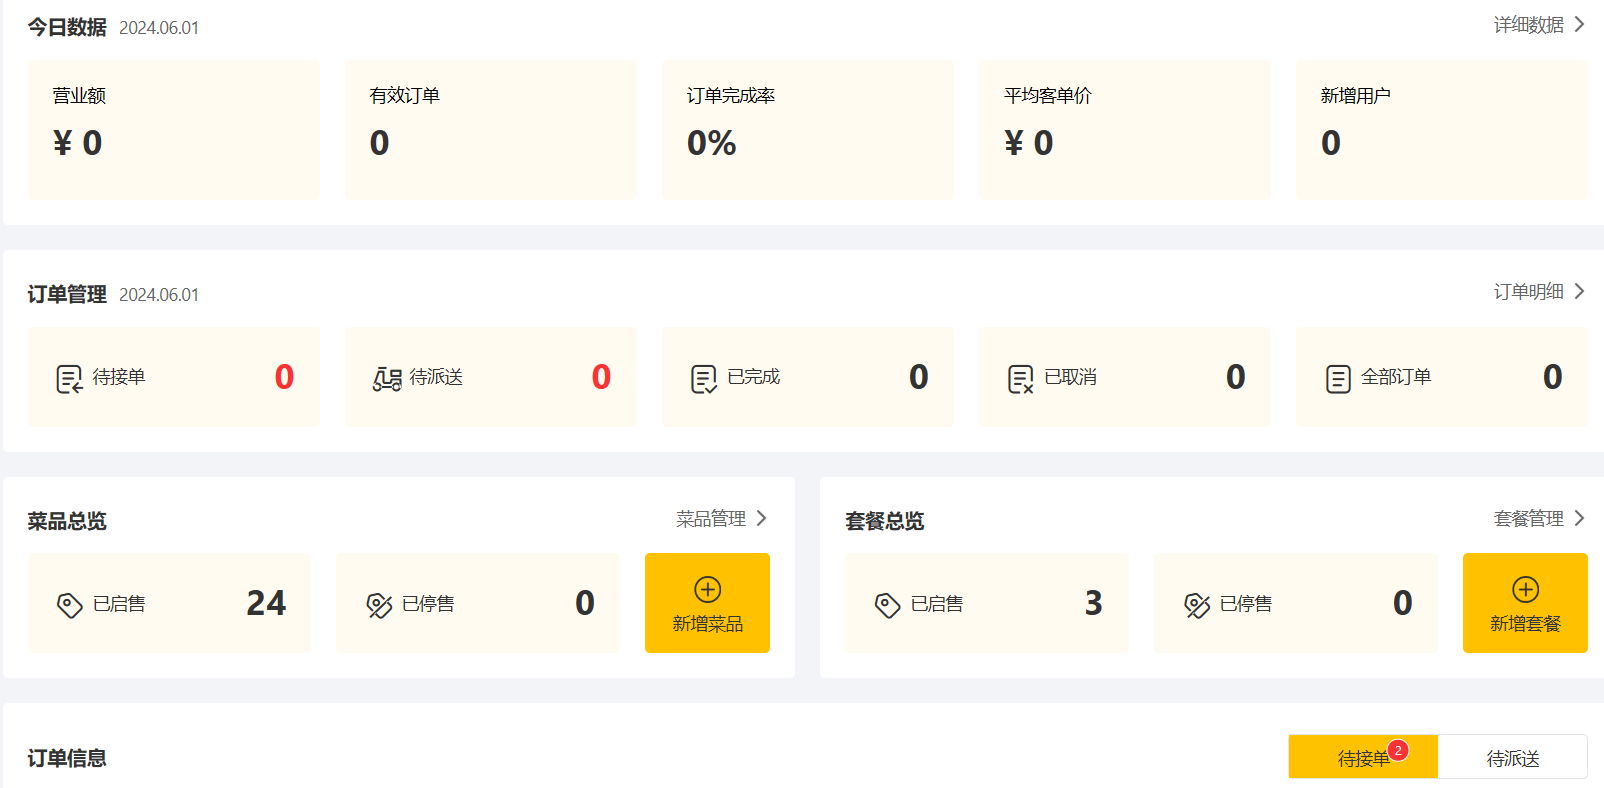 今日数据 2024.06.01 详细数据
营业额 有效订单 订单完成率 平均客单价 新增用户
¥ 0 0 0% ¥ 0 0
订单管理 2024.06.01 订单明细
待接单 0 待派送 0 已完成 0 已取消 0 全部订单 0
菜品总览 菜品管理
已启售 24 已停售 0 新增菜品
套餐总览 套餐管理
已启售 3 已停售 0 新增套餐
订单信息 待接单 2 待派送